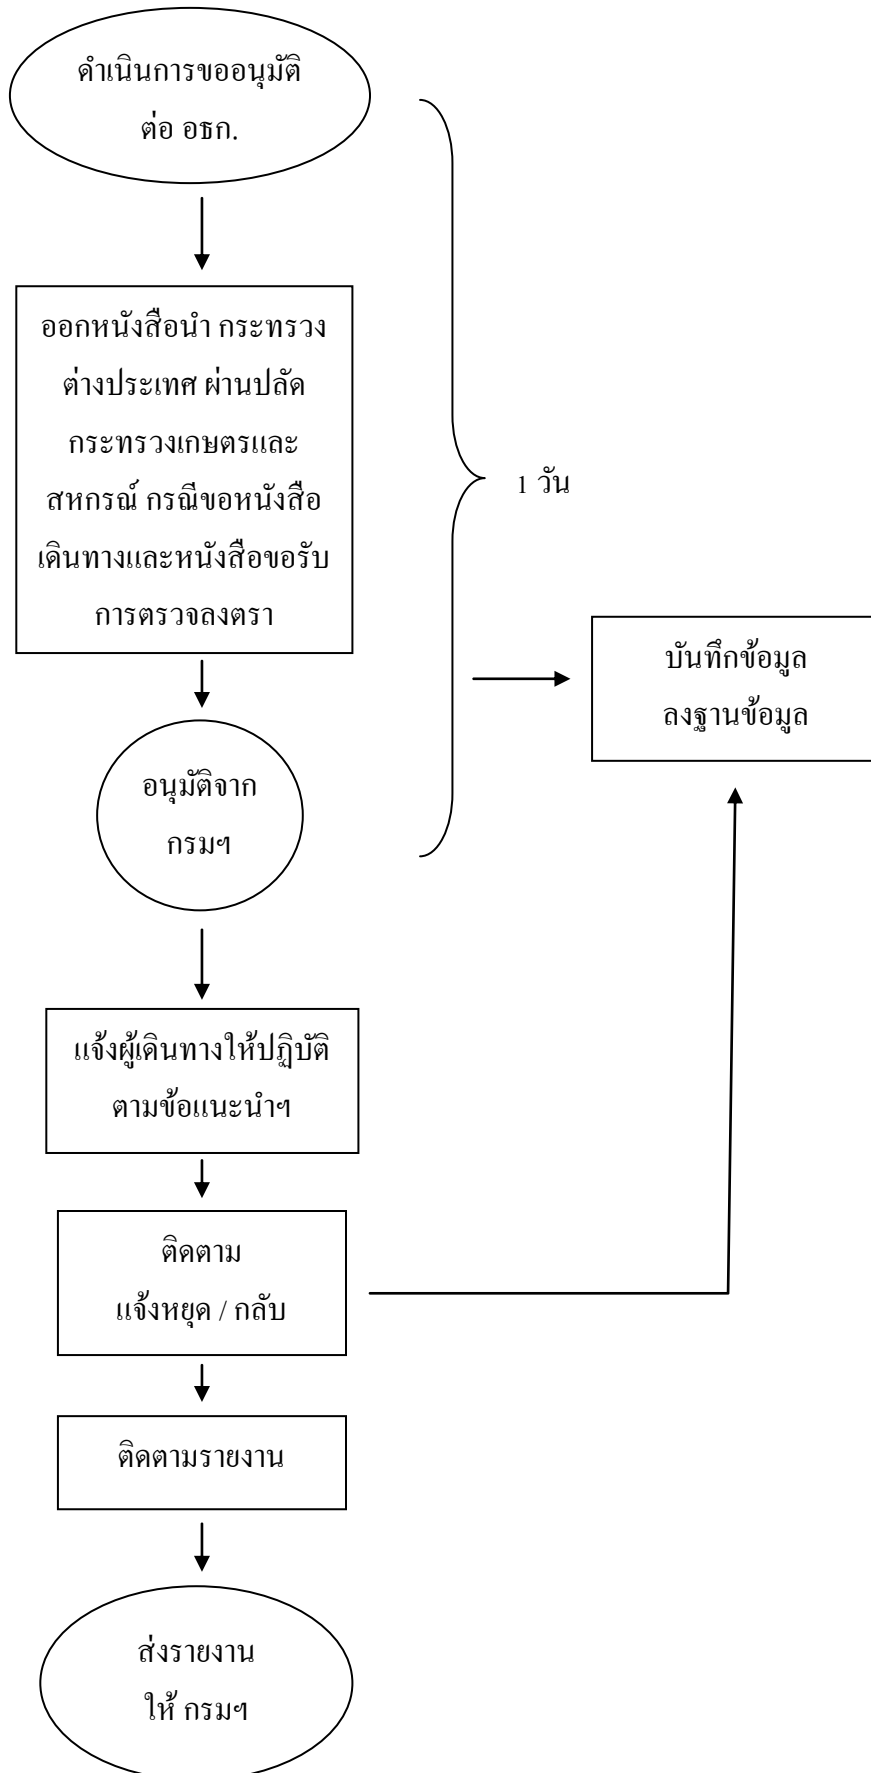 ดำเนินการขออนุมัติ
ต่อ อธก.
ออกหนังสือนำ กระทรวง
ต่างประเทศ ผ่านปลัด
กระทรวงเกษตรและ
สหกรณ์ กรณีขอหนังสือ
เดินทางและหนังสือขอรับ
การตรวจลงตรา
1 วัน
บันทึกข้อมูล
ลงฐานข้อมูล
อนุมัติจาก
กรมฯ
แจ้งผู้เดินทางให้ปฏิบัติ
ตามข้อแนะนำฯ
ติดตาม
แจ้งหยุด / กลับ
ติดตามรายงาน
ส่งรายงาน
ให้ กรมฯ